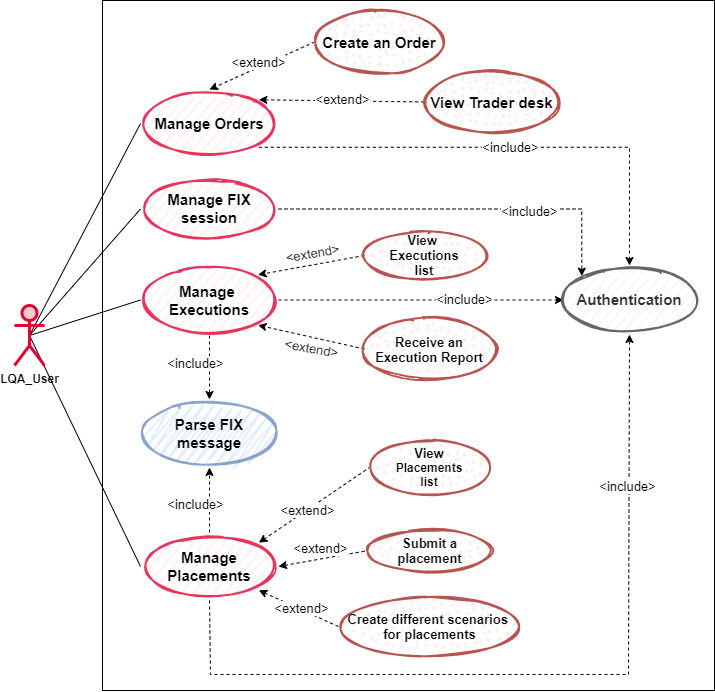 Create an Order
<extend>
View Trader desk
<extend>
Manage Orders
<include>
Manage FIX
session
<include>
View
Executions
list
<extend>
Manage
Executions
<include>
Authentication
Receive an
Execution Report
<extend>
<include>
LQA_User
Parse FIX
message
View
Placements
list
<include>
<extend>
<include>
Submit a
placement
<extend>
Manage
Placements
Create different scenarios
for placements
<extend>